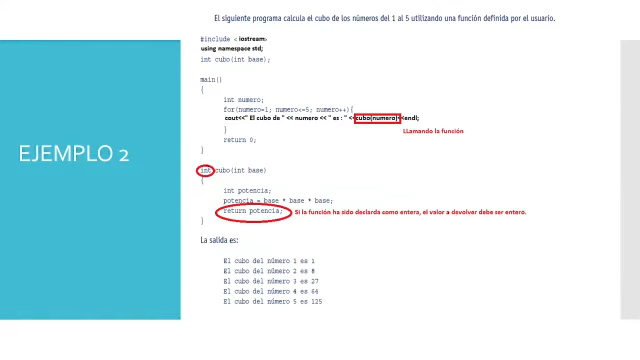 El siguiente programa calcula el cubo de los números del 1 al 5 utilizando una función definida por el usuario.
#include < iostream>
using namespace std;
int cubo(int base);
main()
{
int numero;
for(numero=1; numero<=5; numero++){
cout<<" El cubo de " << numero << " es : " <<cubo(numero)<<endl;
LLamando la función
}
return 0;
}
EJEMPLO 2
int cubo(int base)
{
int potencia;
potencia = base * base * base;
return potencia; Si la función ha sido declarda como entera, el valor a devolver debe ser entero.
}
La salida es:
El cubo del número 1 es 1
El cubo del número 2 es 8
El cubo del número 3 es 27
El cubo del número 4 es 64
El cubo del número 5 es 125